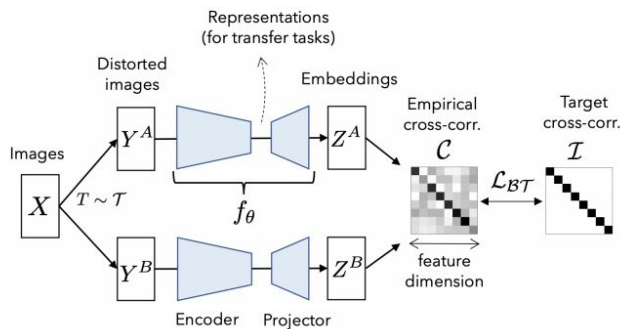 Representations
(for transfer tasks)
Distorted
images
Embeddings
Empirical
cross-corr.
Target
cross-corr.
Images
Y^A
Z^A
C
I
X
T ~ T
f_θ
L_BT
Y^B
Z^B
feature
dimension
Encoder
Projector